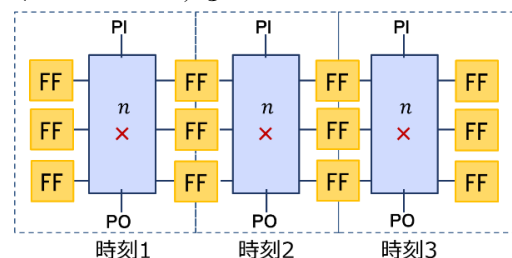 PI PI PI
FF FF FF FF
n n n
FF FF FF FF
× × ×
FF FF FF FF
PO PO PO
時刻1 時刻2 時刻3